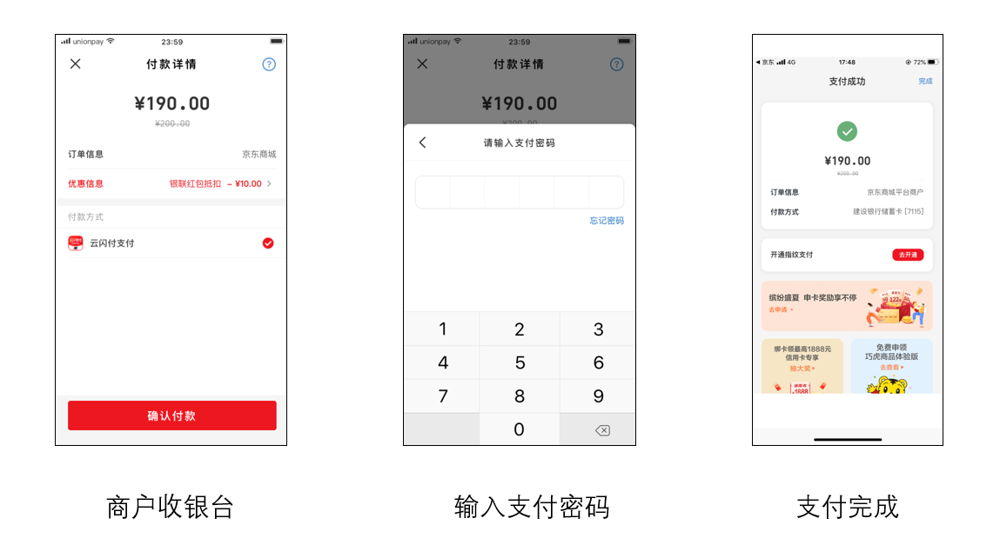 unionpay
23:59
付款详情
?
¥190.00
¥200.00
订单信息
京东商城
优惠信息
银联红包抵扣 - ¥10.00
付款方式
云闪付支付
确认付款
商户收银台
unionpay
23:59
付款详情
?
¥190.00
¥200.00
请输入支付密码
忘记密码
1 2 3
4 5 6
7 8 9
0
输入支付密码
京东 4G
17:48
72%
支付成功
完成
¥190.00
¥200.00
订单信息
京东商城平台商户
付款方式
建设银行储蓄卡 [7115]
开通指纹支付
去开通
缤纷盛夏 申卡奖励享不停
去申请
122
绑卡领最高1888元
信用卡专享
抽大奖
1888
免费申领
巧虎商品体验版
去查看
支付完成